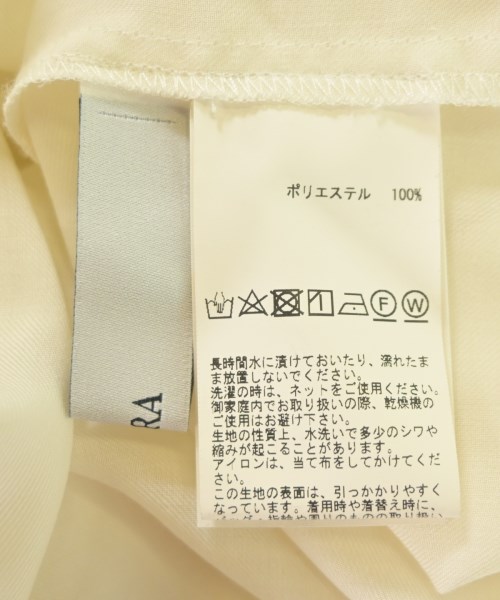 ポリエステル 100%
F W
長時間水に漬けておいたり、濡れたま
ま放置しないでください。
洗濯の時は、ネットをご使用ください。
御家庭内でお取り扱いの際、乾燥機の
ご使用はお避け下さい。
生地の性質上、水洗いで多少のシワや
縮みが起こることがあります。
アイロンは、当て布をしてかけてくだ
さい。
この生地の表面は、引っかかりやすく
なっています。着用時や着替え時に、
RA